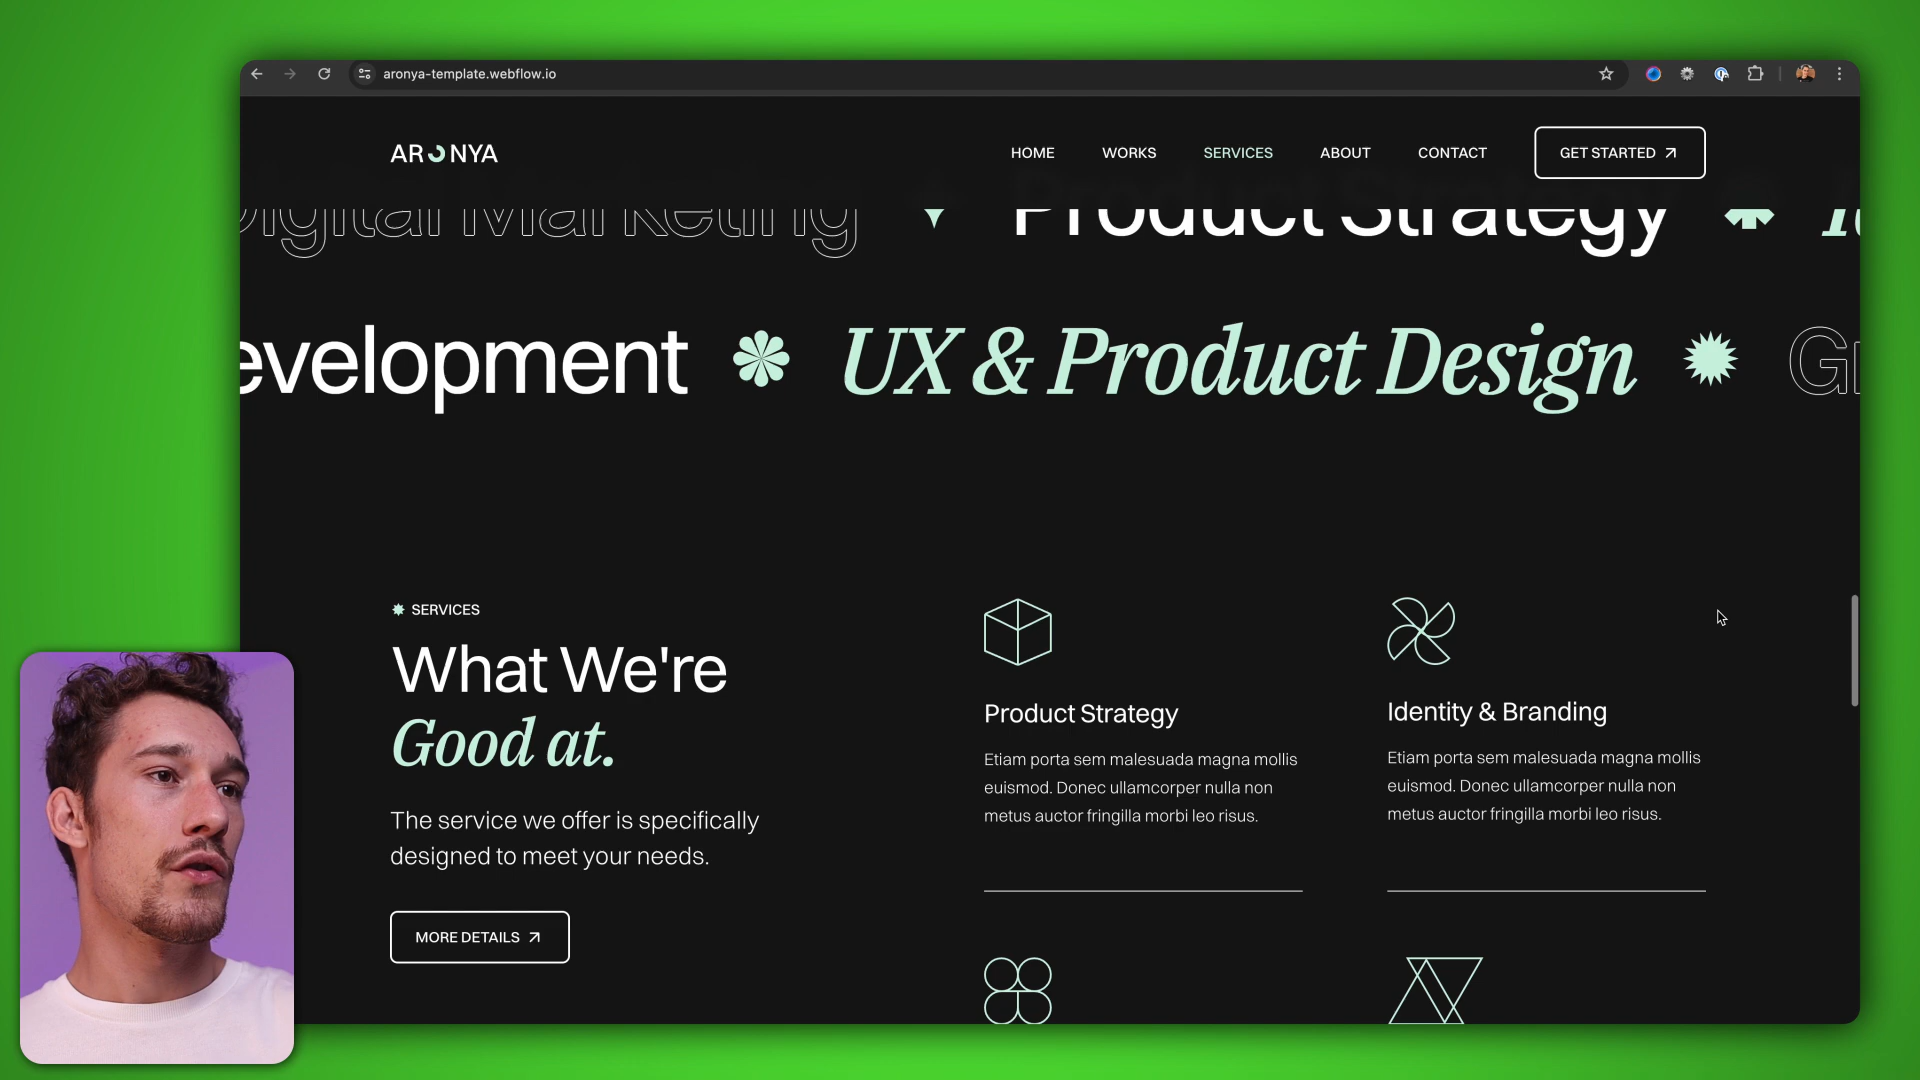 aronya-template.webflow.io
ARONYA
HOME
WORKS
SERVICES
ABOUT
CONTACT
GET STARTED
Digital Marketing
Product Strategy
evelopment
UX & Product Design
SERVICES
What We're
Good at.
The service we offer is specifically
designed to meet your needs.
MORE DETAILS
Product Strategy
Etiam porta sem malesuada magna mollis
euismod. Donec ullamcorper nulla non
metus auctor fringilla morbi leo risus.
Identity & Branding
Etiam porta sem malesuada magna mollis
euismod. Donec ullamcorper nulla non
metus auctor fringilla morbi leo risus.